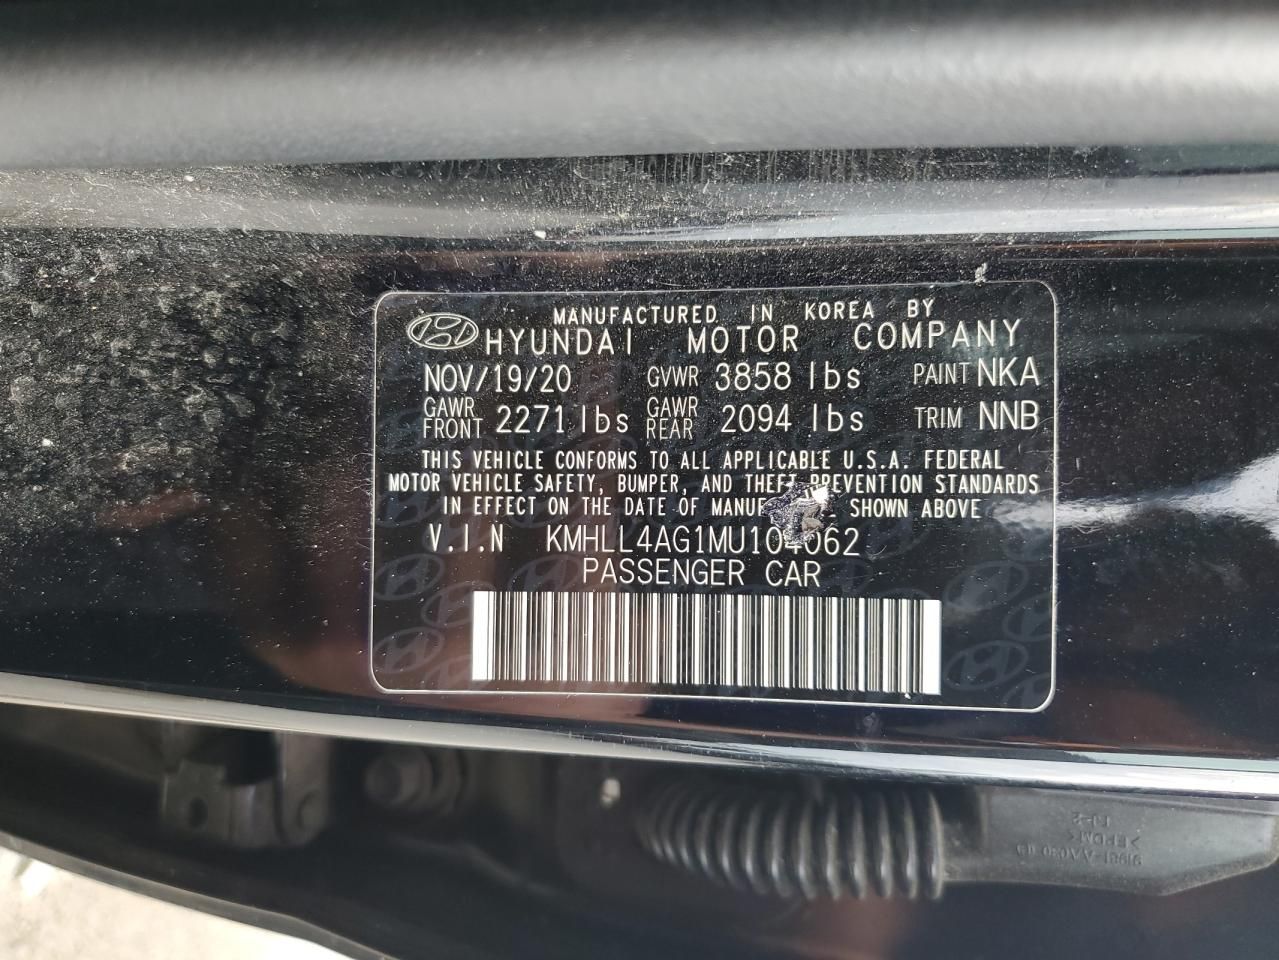 MANUFACTURED IN KOREA BY
HYUNDAI MOTOR COMPANY
NOV/19/20 GVWR 3858 lbs PAINT NKA
GAWR FRONT 2271 lbs GAWR REAR 2094 lbs TRIM NNB
THIS VEHICLE CONFORMS TO ALL APPLICABLE U.S.A. FEDERAL
MOTOR VEHICLE SAFETY, BUMPER, AND THEFT PREVENTION STANDARDS
IN EFFECT ON THE DATE OF SHOWN ABOVE
V.I.N KMHLL4AG1MU104062
PASSENGER CAR
>EPDM<